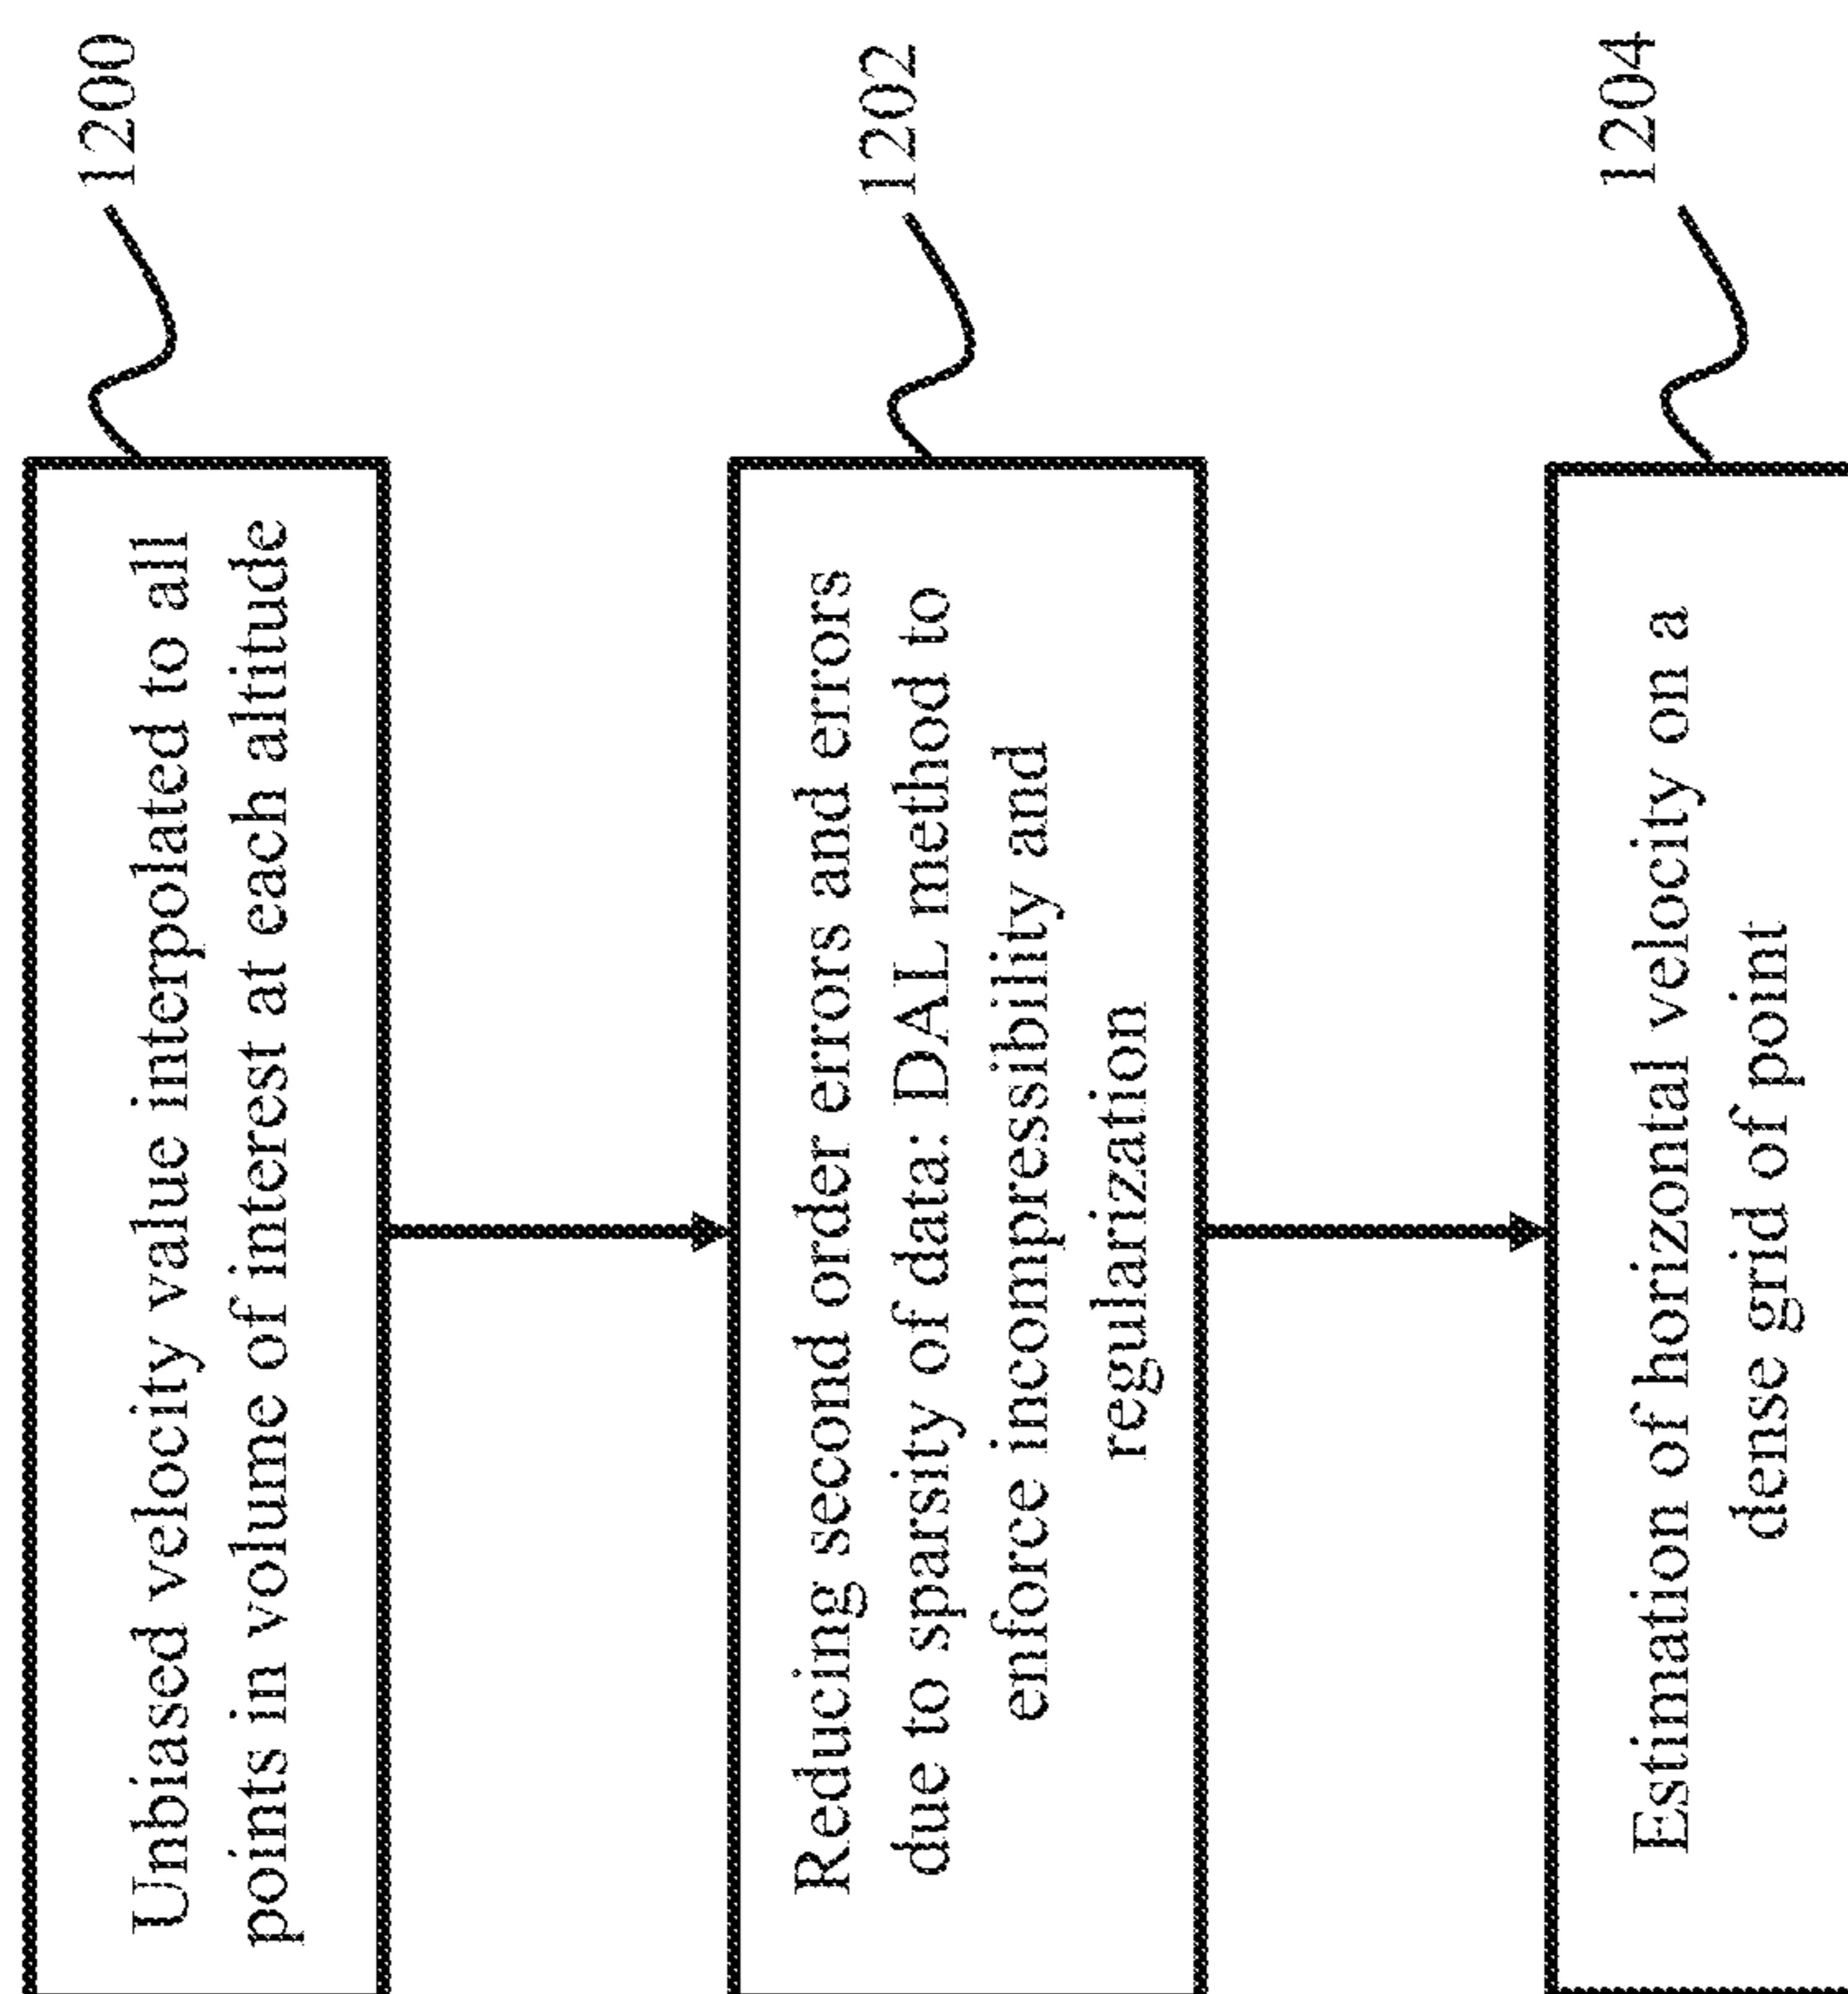 Unbiased velocity value interpolated to all
points in volume of interest at each altitude
1200
Reducing second order errors and errors
due to sparsity of data: DAL method to
enforce incompressibility and
regularization
1202
Estimation of horizontal velocity on a
dense grid of point
1204